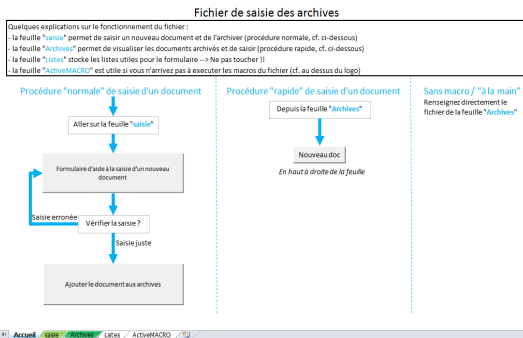 Fichier de saisie des archives
Quelques explications sur le fonctionnement du fichier :
- la feuille "saisie" permet de saisir un nouveau document et de l'archiver (procédure normale, cf. ci-dessous)
- la feuille "Archives" permet de visualiser les documents archivés et de saisir (procédure rapide, cf. ci-dessous)
- la feuille "Listes" stocke les listes utiles pour le formulaire --> Ne pas toucher !!
- la feuille "ActiveMACRO" est utile si vous n'arrivez pas à executer les macros du fichier (cf. au dessus du logo)
Procédure "normale" de saisie d'un document
Aller sur la feuille "saisie"
Formulaire d'aide à la saisie d'un nouveau
document
Saisie erronée
Vérifier la saisie ?
Saisie juste
Ajouter le document aux archives
Procédure "rapide" de saisie d'un document
Depuis la feuille "Archives"
Nouveau doc
En haut à droite de la feuille
Sans macro / "à la main"
Renseignez directement le
fichier de la feuille "Archives"
Accueil saisie Archives Listes ActiveMACRO